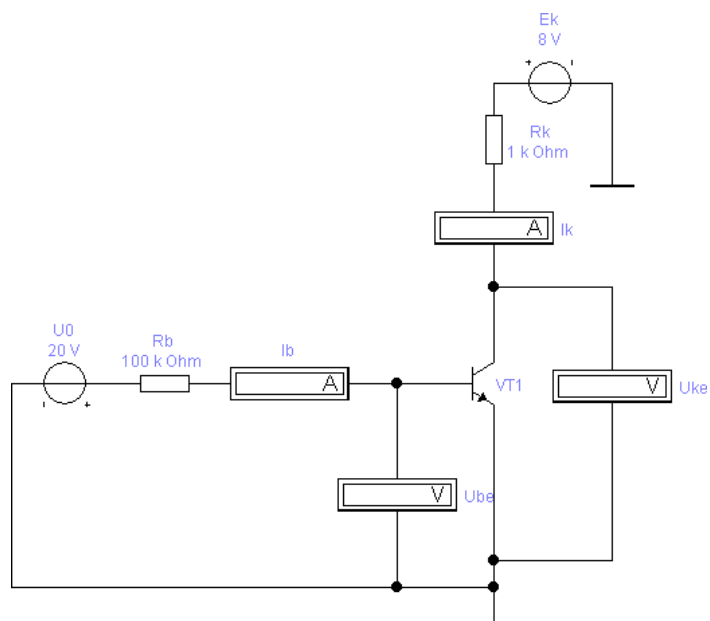 Ek
8 V
Rk
1 k Ohm
A
Ik
U0
20 V
Rb
100 k Ohm
Ib
A
VT1
V
Uke
V
Ube